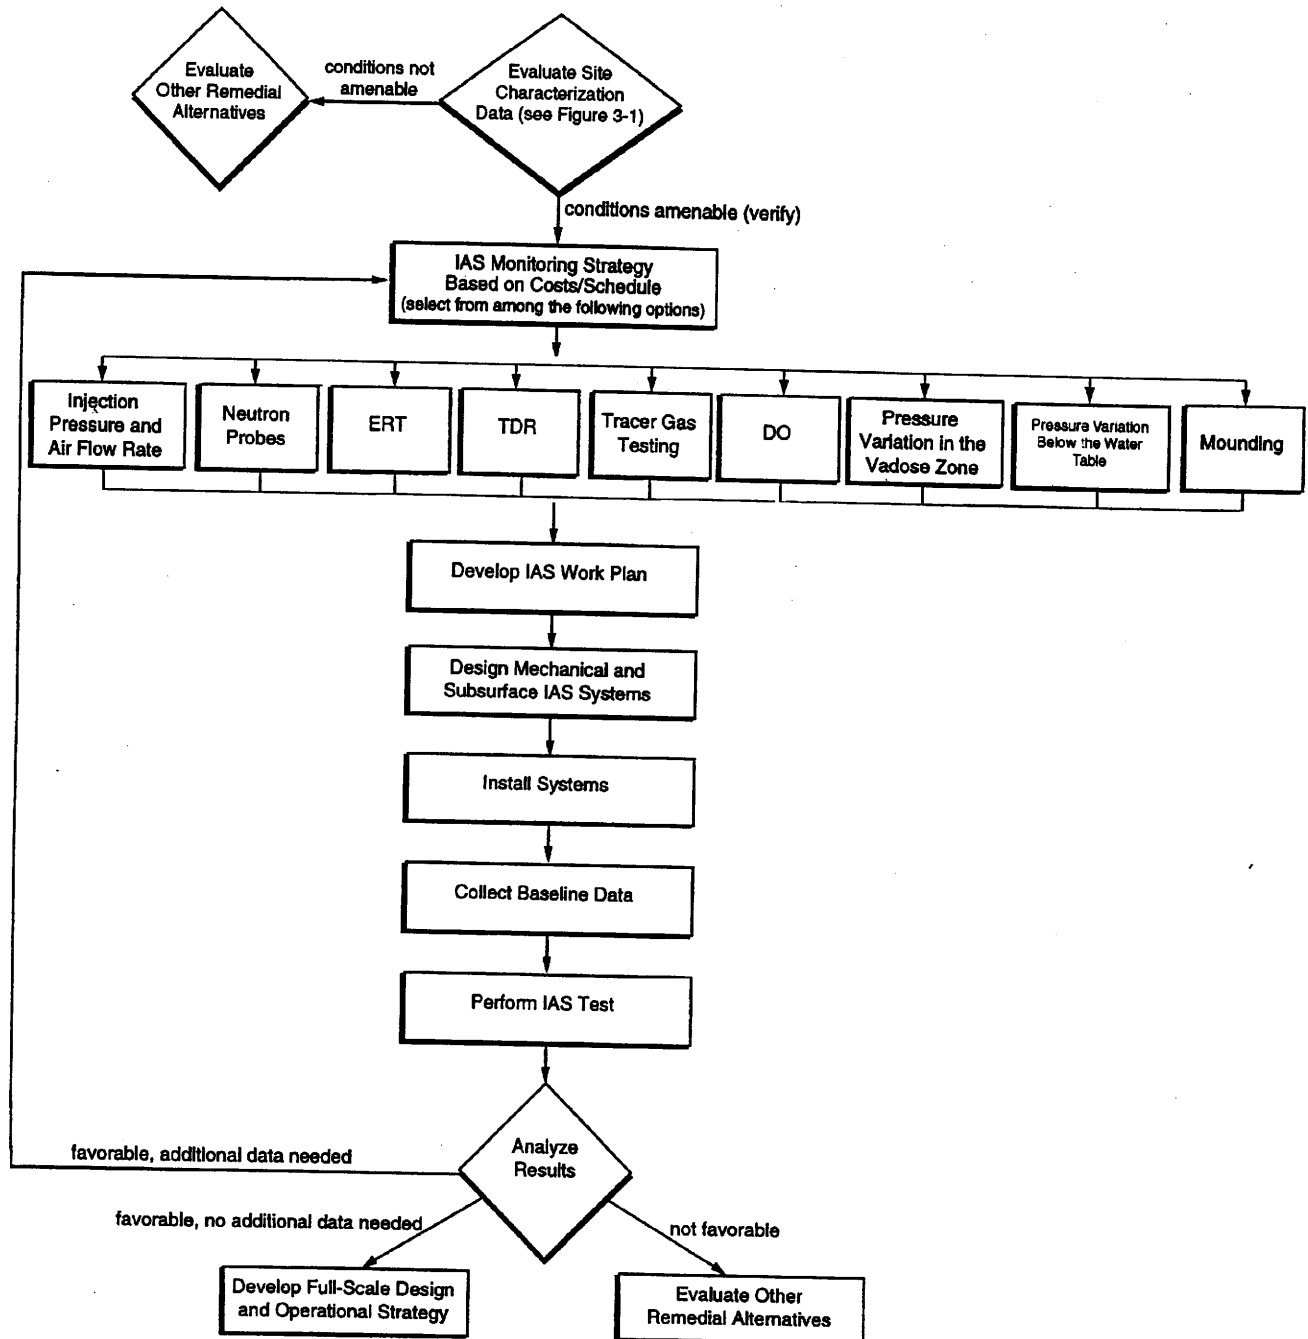 Evaluate
Other Remedial
Alternatives
conditions not
amenable
Evaluate Site
Characterization
Data (see Figure 3-1)
conditions amenable (verify)
IAS Monitoring Strategy
Based on Costs/Schedule
(select from among the following options)
Injection
Pressure and
Air Flow Rate
Neutron
Probes
ERT
TDR
Tracer Gas
Testing
DO
Pressure
Variation in the
Vadose Zone
Pressure Variation
Below the Water
Table
Mounding
Develop IAS Work Plan
Design Mechanical and
Subsurface IAS Systems
Install Systems
Collect Baseline Data
Perform IAS Test
Analyze
Results
favorable, additional data needed
favorable, no additional data needed
not favorable
Develop Full-Scale Design
and Operational Strategy
Evaluate Other
Remedial Alternatives